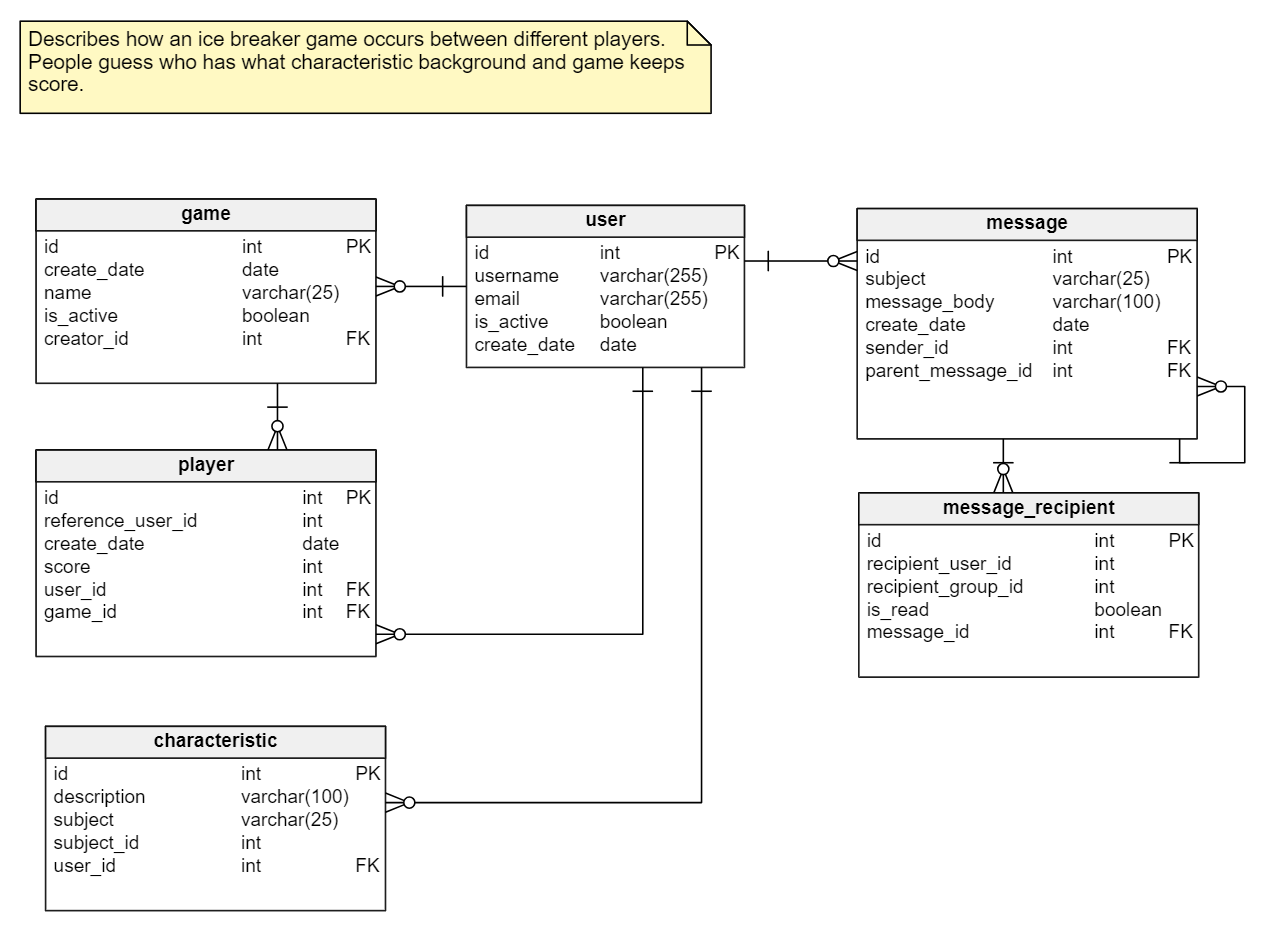 Describes how an ice breaker game occurs between different players.
People guess who has what characteristic background and game keeps
score.
game
id int PK
create_date date
name varchar(25)
is_active boolean
creator_id int FK
user
id int PK
username varchar(255)
email varchar(255)
is_active boolean
create_date date
message
id int PK
subject varchar(25)
message_body varchar(100)
create_date date
sender_id int FK
parent_message_id int FK
player
id int PK
reference_user_id int
create_date date
score int
user_id int FK
game_id int FK
message_recipient
id int PK
recipient_user_id int
recipient_group_id int
is_read boolean
message_id int FK
characteristic
id int PK
description varchar(100)
subject varchar(25)
subject_id int
user_id int FK